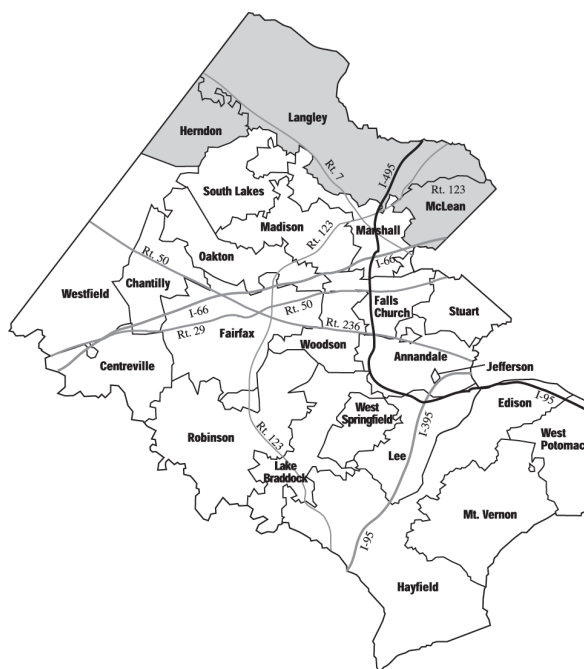 Langley
Herndon
Rt. 7
I-495
Rt. 123
South Lakes
McLean
Madison
Rt. 123
Marshall
Rt. 50
Oakton
I-66
Chantilly
Westfield
Falls
Church
Stuart
I-66
Rt. 50
Rt. 29
Fairfax
Rt. 236
Woodson
Annandale
Centreville
Jefferson
Edison
I-95
West
Springfield
I-395
West
Potomac
Robinson
Rt. 123
Lee
Lake
Braddock
Mt. Vernon
I-95
Hayfield